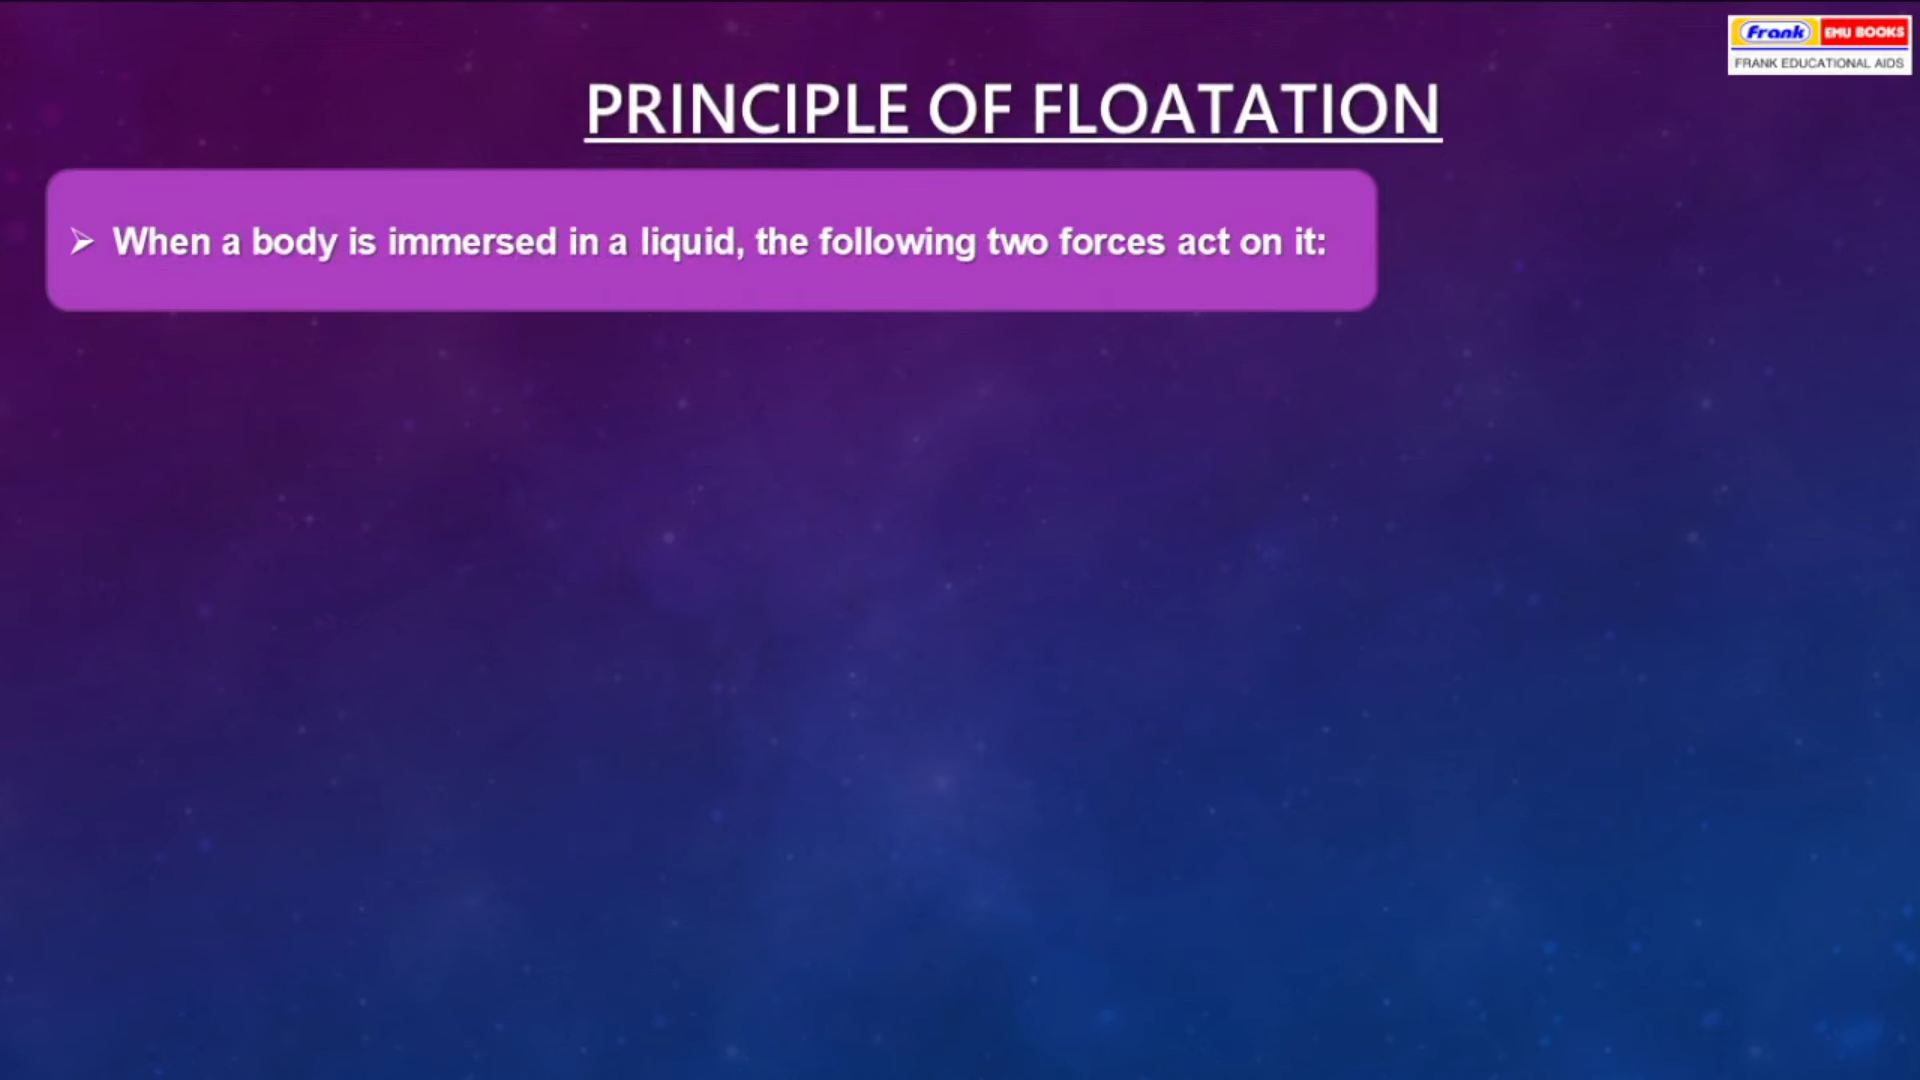 Frank EMU BOOKS
FRANK EDUCATIONAL AIDS
PRINCIPLE OF FLOATATION
➢ When a body is immersed in a liquid, the following two forces act on it: